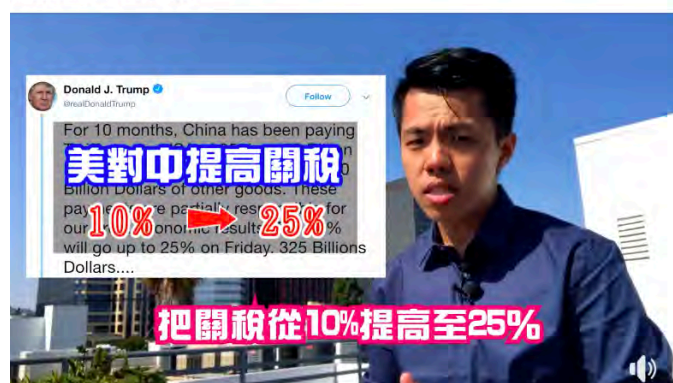 Donald J. Trump
@realDonaldTrump
Follow
For 10 months, China has been paying
美對中提高關稅
Billion Dollars of other goods. These
10% 25%
will go up to 25% on Friday. 325 Billions
Dollars....
把關稅從10%提高至25%